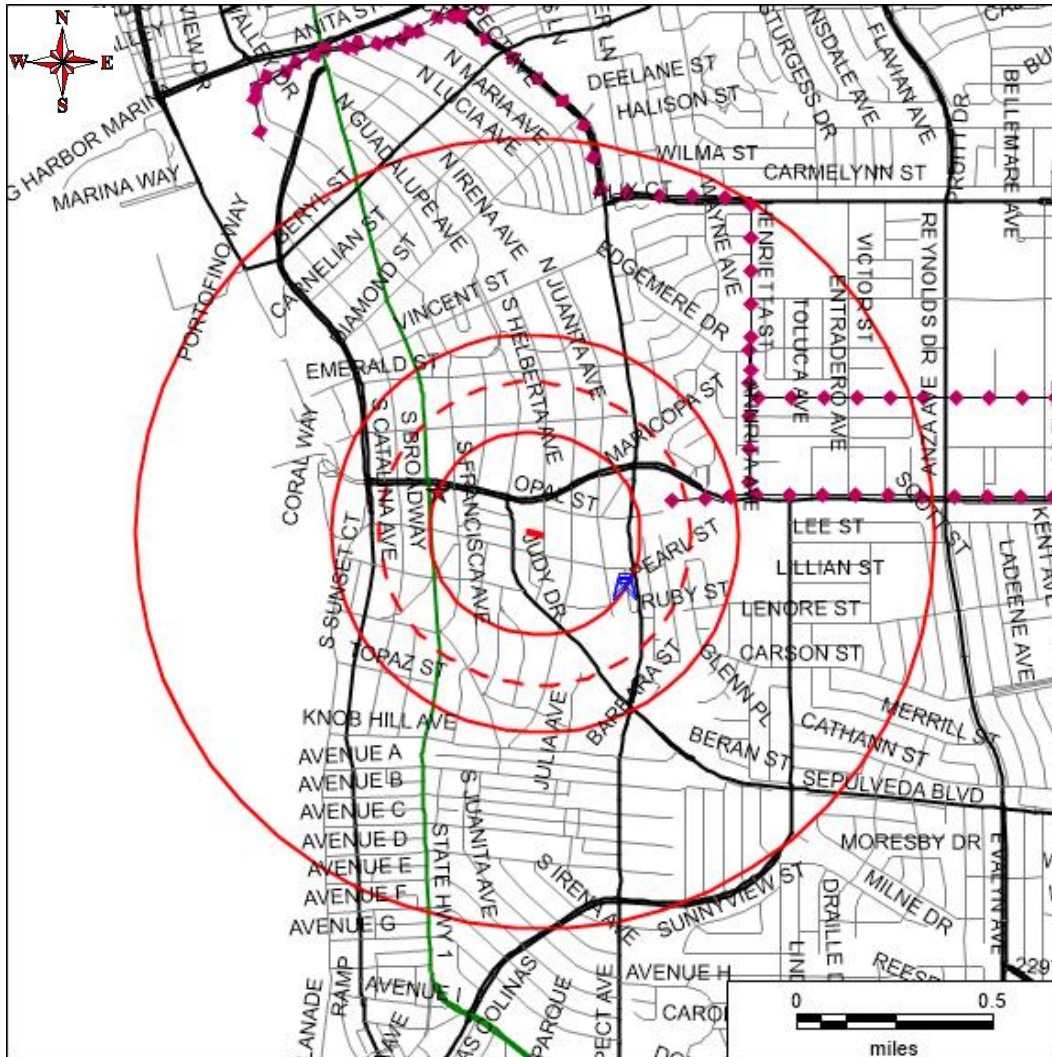 N
W E
S
ANITA ST
DEELANE ST
HALISON ST
WILMA ST
CARMELYNN ST
STURGESS DR
FLAVIAN AVE
BELLEMARE AVE
N MARIA AVE
N LUCIA AVE
N GUADALUPE AVE
N IRENA AVE
G HARBOR MARINA
MARINA WAY
PORTOFINO WAY
BERYL ST
CARNELIAN ST
DIAMOND ST
VINCENT ST
EMERALD ST
N JUANITA AVE
S HELBERTA AVE
EDGEMERE DR
WAYNE AVE
HENRIETTA ST
TOLUCA AVE
ENTRADERO AVE
VICTOR ST
REYNOLDS DR
ANZA AVE
MARICOPA ST
CORAL WAY
S CATALINA AVE
S BROADWAY
S FRANCISCA AVE
OPAL ST
JUDY DR
PEARL ST
RUBY ST
SCOTT ST
KENT AVE
LEE ST
LILLIAN ST
LENORE ST
CARSON ST
LADEENE AVE
S SUNSET CT
TOPAZ ST
GLENN PL
MERRILL ST
CATHANN ST
BERAN ST
SEPULVEDA BLVD
BARBARA ST
JULIA AVE
KNOB HILL AVE
AVENUE A
AVENUE B
AVENUE C
AVENUE D
AVENUE E
AVENUE F
AVENUE G
STATE HWY 1
S JUANITA AVE
S IRENA AVE
SUNNYVIEW ST
MORESBY DR
MILNE DR
EVALYN AVE
AVENUE H
AVENUE I
RAMP
0 0.5
miles